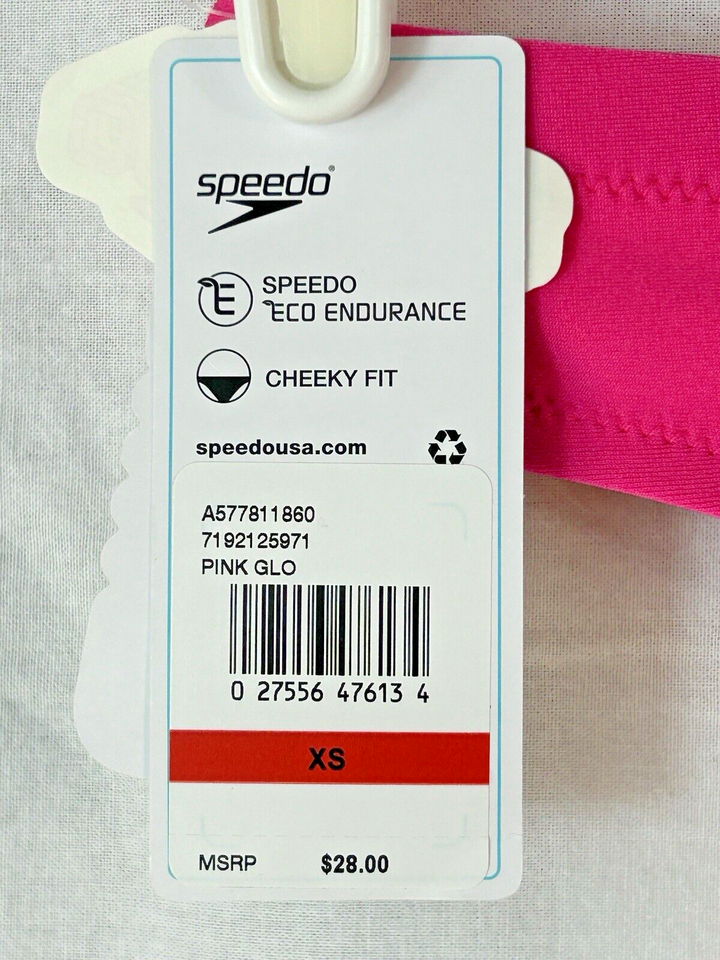 speedo®
SPEEDO
ECO ENDURANCE
CHEEKY FIT
speedousa.com
A577811860
7192125971
PINK GLO
0 27556 47613 4
XS
MSRP $28.00